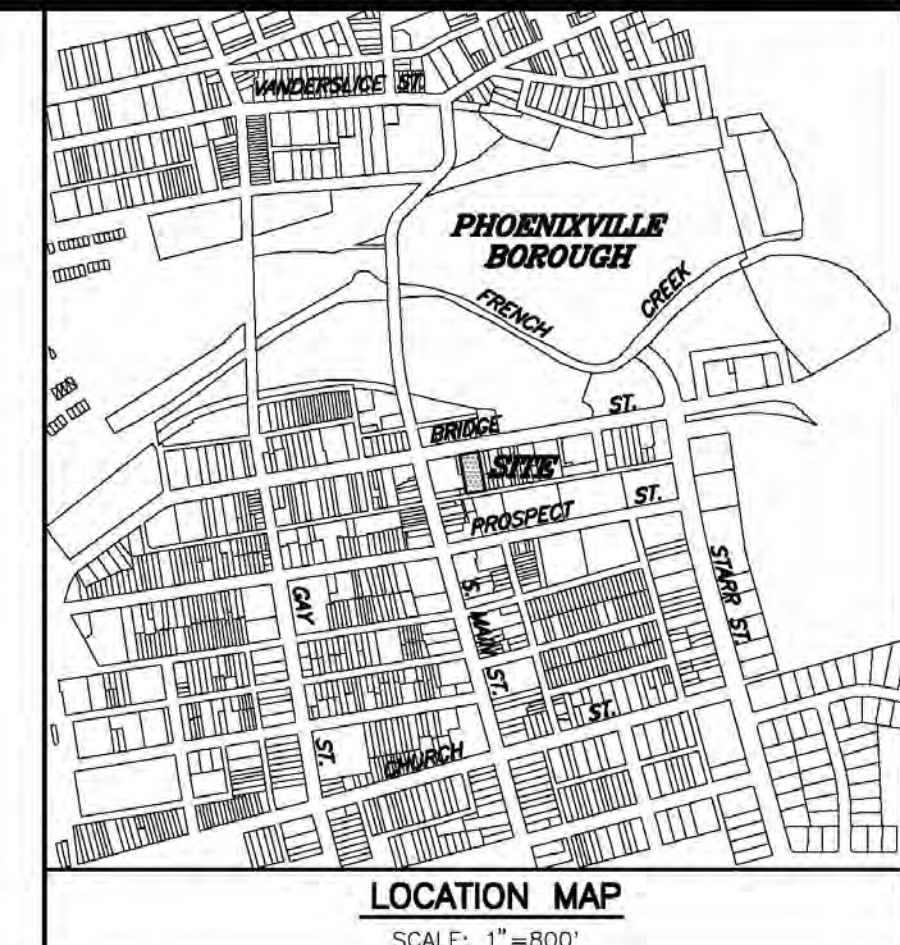 VANDERSLICE ST.
PHOENIXVILLE
BOROUGH
FRENCH CREEK
BRIDGE ST.
SITE
PROSPECT ST.
GAY ST.
S. MAIN ST.
STARR ST.
CHURCH ST.
LOCATION MAP
SCALE: 1"=800'